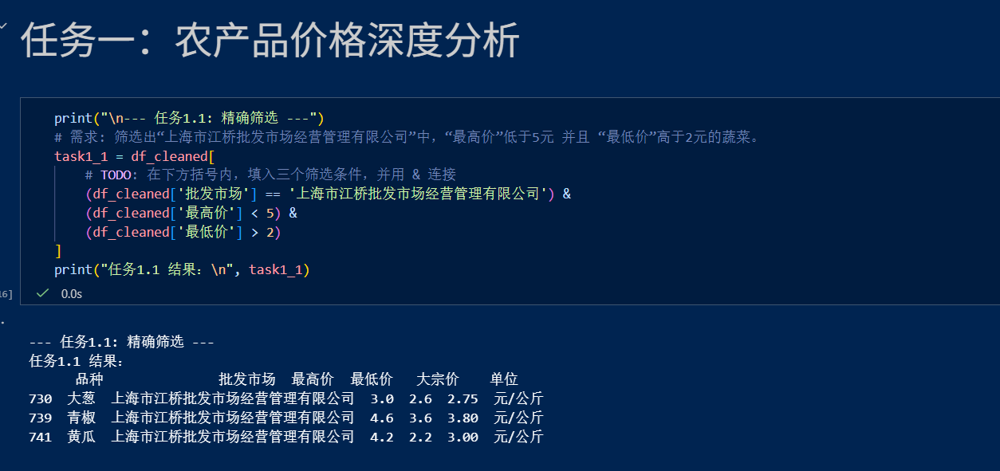 任务一：农产品价格深度分析
print("\n--- 任务1.1: 精确筛选 ---")
# 需求: 筛选出“上海市江桥批发市场经营管理有限公司”中，“最高价”低于5元 并且 “最低价”高于2元的蔬菜。
task1_1 = df_cleaned[
# TODO: 在下方括号内，填入三个筛选条件，并用 & 连接
(df_cleaned['批发市场'] == '上海市江桥批发市场经营管理有限公司') &
(df_cleaned['最高价'] < 5) &
(df_cleaned['最低价'] > 2)
]
print("任务1.1 结果：\n", task1_1)
16]
0.0s
--- 任务1.1: 精确筛选 ---
任务1.1 结果：
品种 批发市场 最高价 最低价 大宗价 单位
730 大葱 上海市江桥批发市场经营管理有限公司 3.0 2.6 2.75 元/公斤
739 青椒 上海市江桥批发市场经营管理有限公司 4.6 3.6 3.80 元/公斤
741 黄瓜 上海市江桥批发市场经营管理有限公司 4.2 2.2 3.00 元/公斤